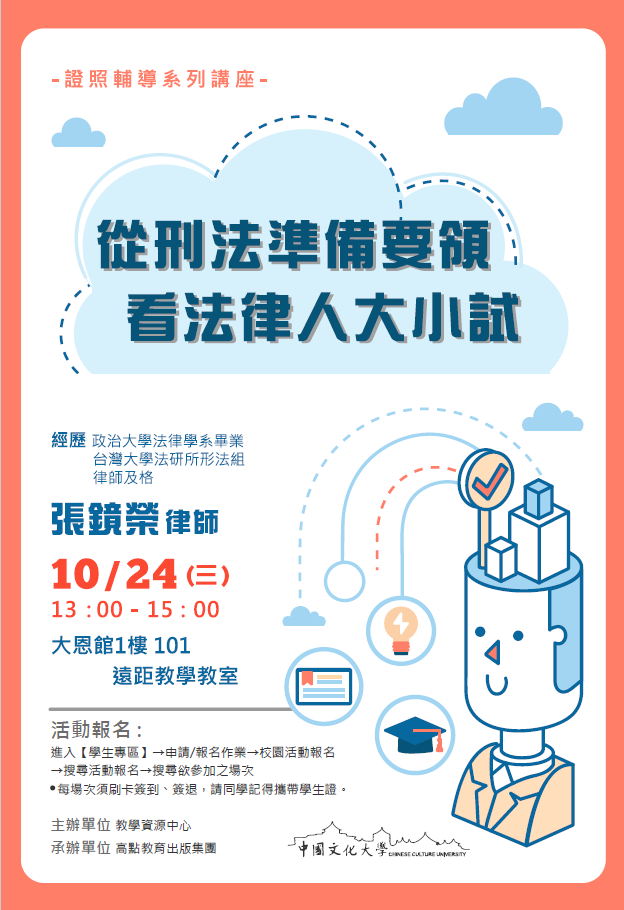 -證照輔導系列講座-
從刑法準備要領
看法律人大小試
經歷 政治大學法律學系畢業
台灣大學法研所形法組
律師及格
張鏡榮律師
10/24(三)
13:00-15:00
大恩館1樓 101
遠距教學教室
活動報名:
進入【學生專區】→申請/報名作業→校園活動報名
→搜尋活動報名→搜尋欲參加之場次
•每場次須刷卡簽到、簽退，請同學記得攜帶學生證。
主辦單位 教學資源中心
承辦單位 高點教育出版集團
中國文化大學 CHINESE CULTURE UNIVERSITY